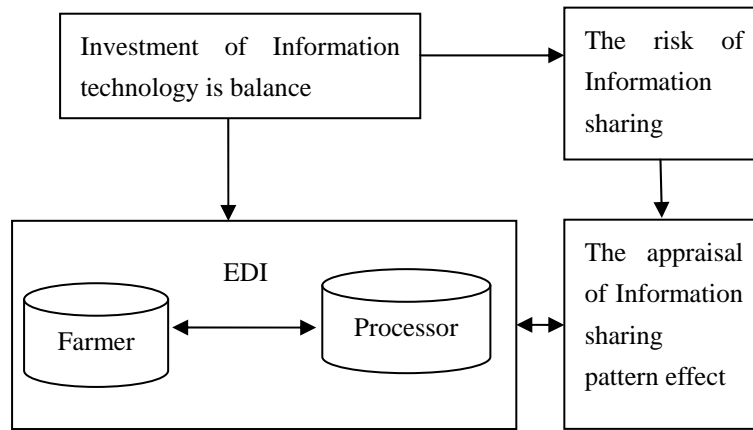 Investment of Information
technology is balance
The risk of
Information
sharing
EDI
Farmer
Processor
The appraisal
of Information
sharing
pattern effect